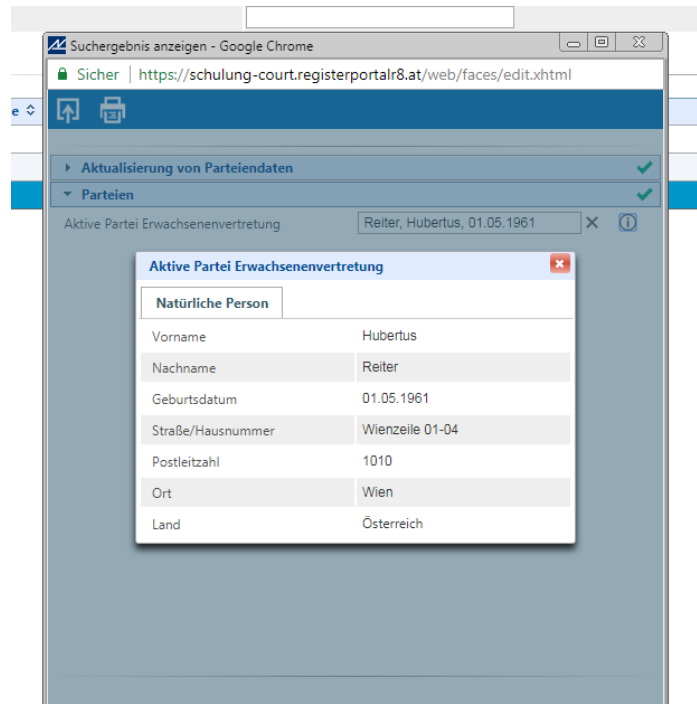 Suchergebnis anzeigen - Google Chrome
Sicher | https://schulung-court.registerportalr8.at/web/faces/edit.xhtml
e
Aktualisierung von Parteiendaten
Parteien
Aktive Partei Erwachsenenvertretung Reiter, Hubertus, 01.05.1961
Aktive Partei Erwachsenenvertretung
Natürliche Person
Vorname Hubertus
Nachname Reiter
Geburtsdatum 01.05.1961
Straße/Hausnummer Wienzeile 01-04
Postleitzahl 1010
Ort Wien
Land Österreich